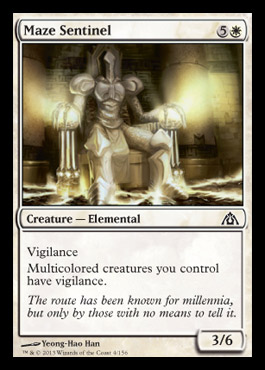 Maze Sentinel 5
Creature — Elemental
Vigilance
Multicolored creatures you control
have vigilance.
The route has been known for millennia,
but only by those with no means to tell it.
Yeong-Hao Han
™ & © 2013 Wizards of the Coast 4/156
3/6